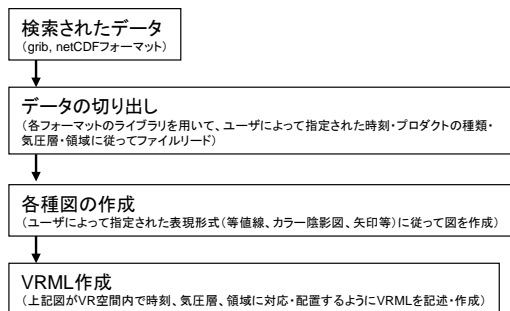 検索されたデータ
（grib, netCDFフォーマット）
データの切り出し
（各フォーマットのライブラリを用いて、ユーザによって指定された時刻・プロダクトの種類・
気圧層・領域に従ってファイルリード）
各種図の作成
（ユーザによって指定された表現形式（等値線、カラー陰影図、矢印等）に従って図を作成）
VRML作成
（上記図がVR空間内で時刻、気圧層、領域に対応・配置するようにVRMLを記述・作成）